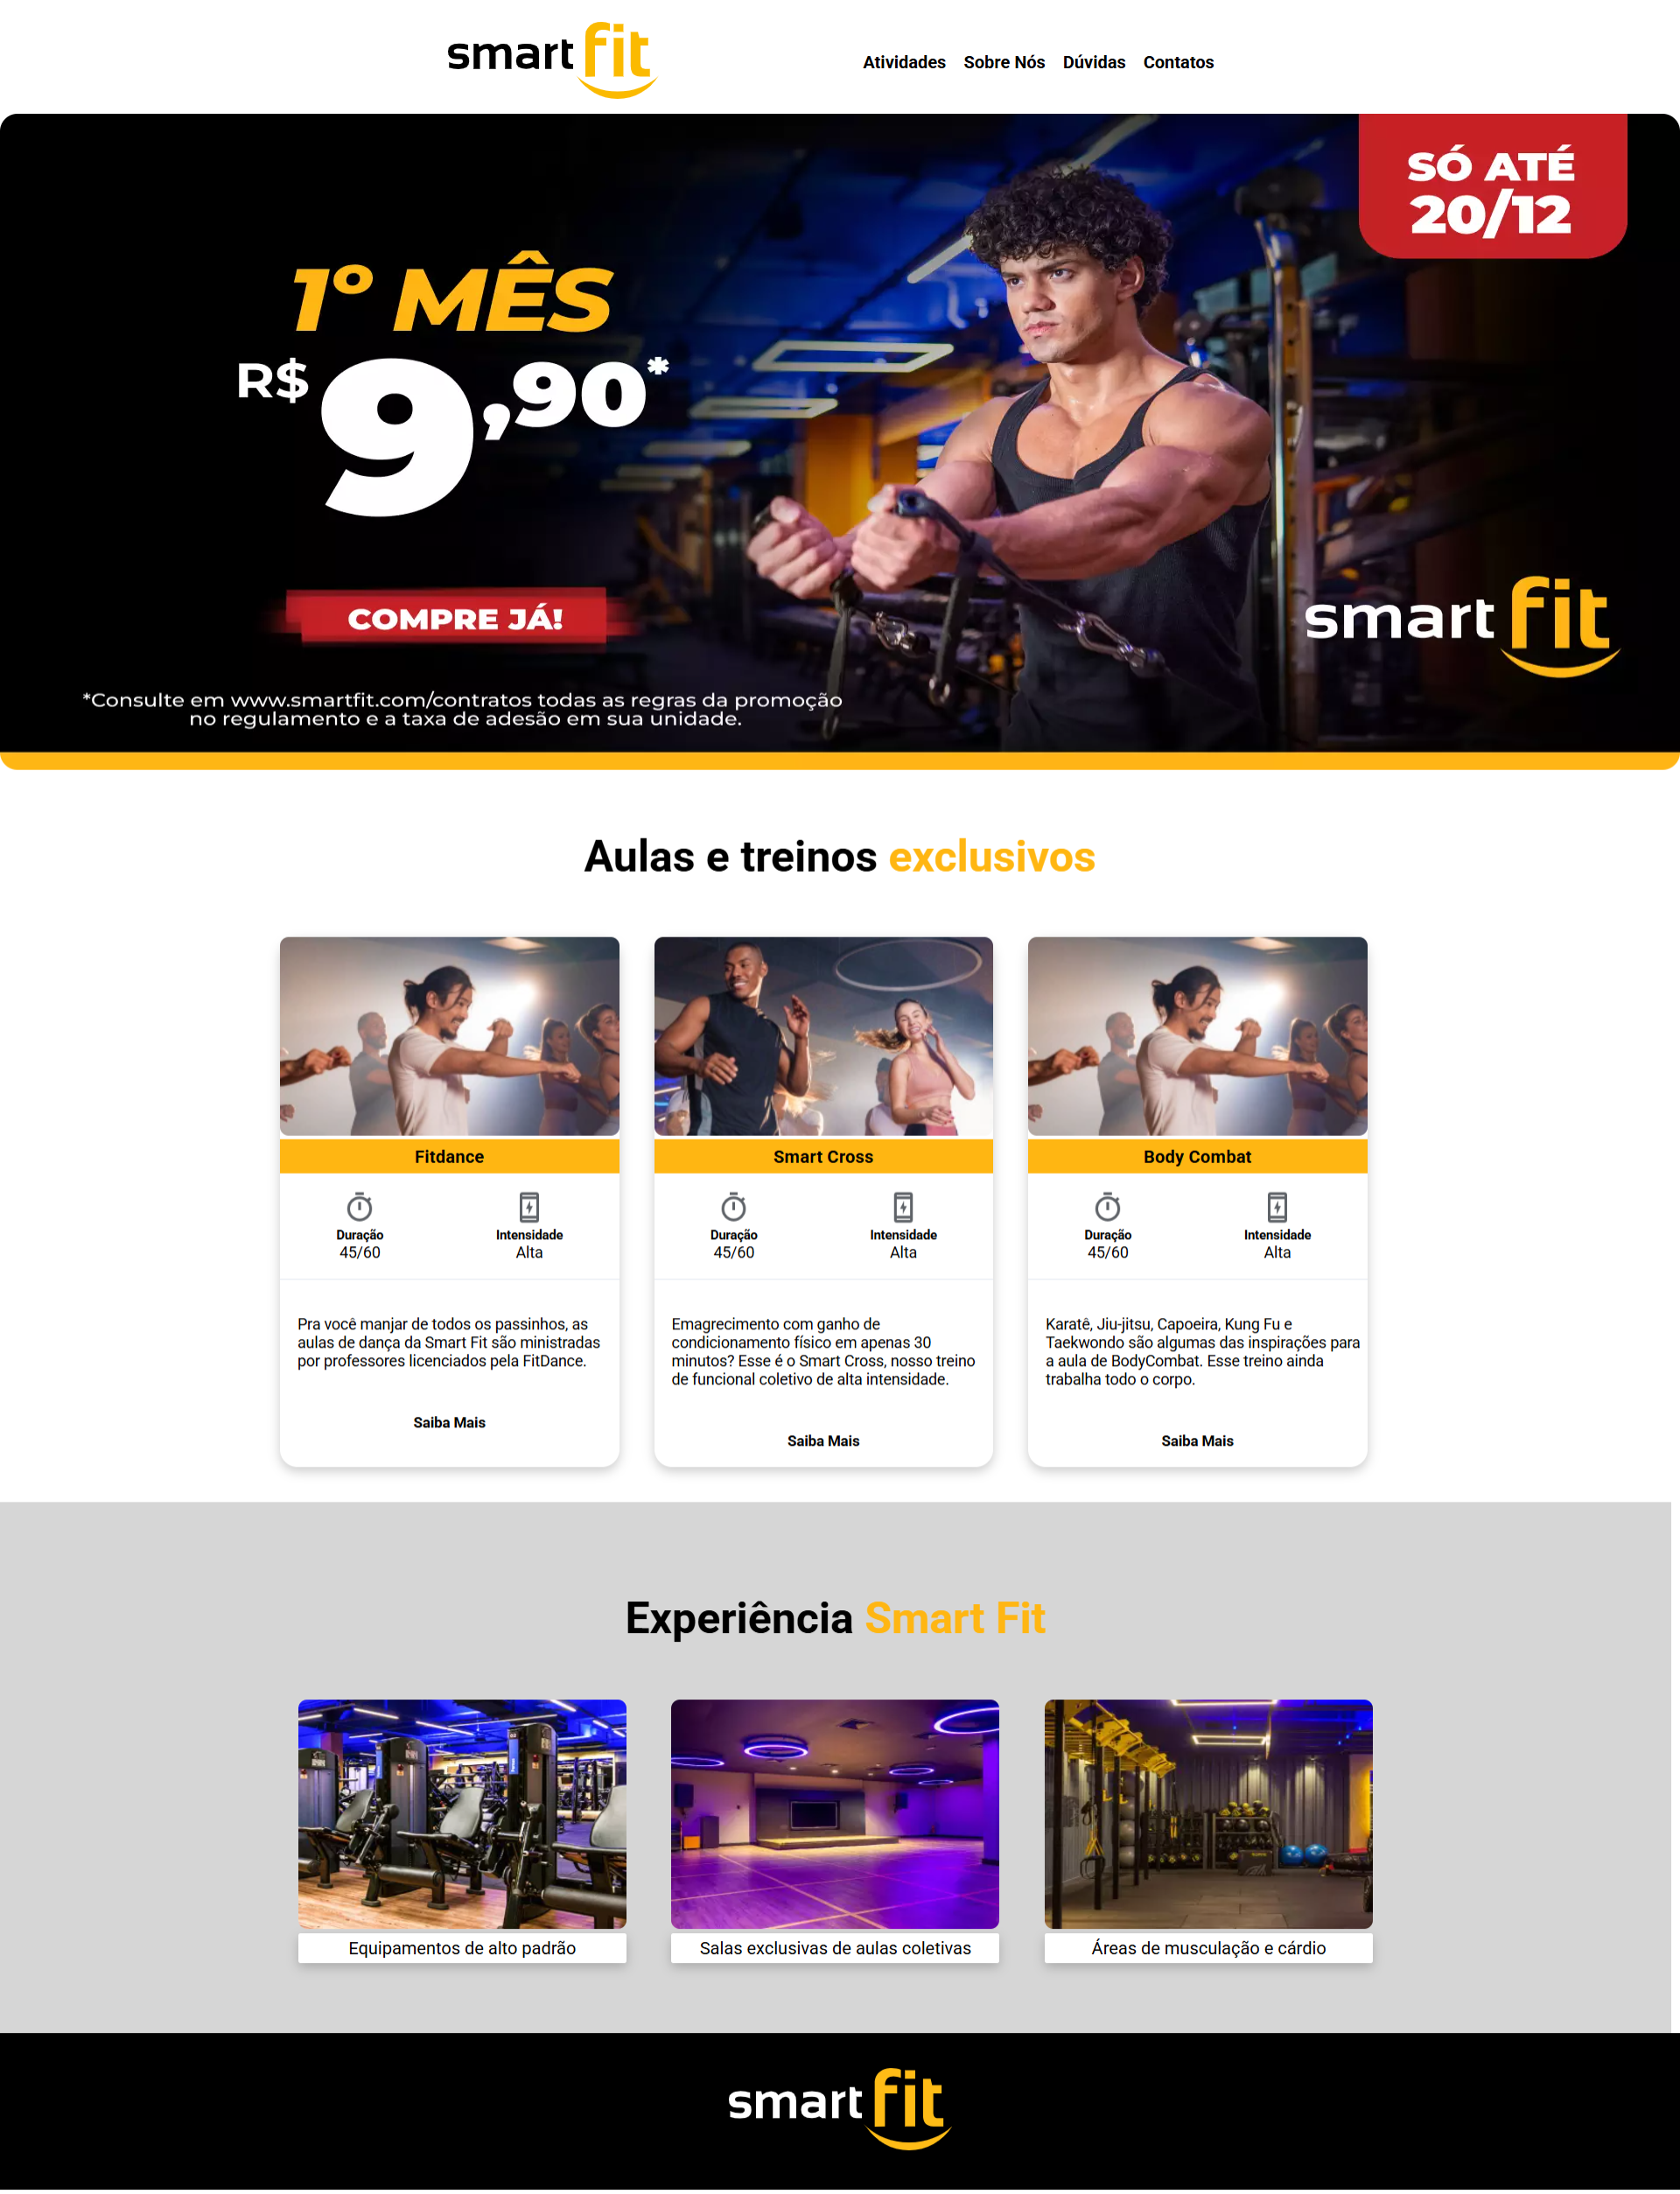 smart fit
Atividades Sobre Nós Dúvidas Contatos
SÓ ATÉ
20/12
1º MÊS
R$ 9,90*
COMPRE JÁ!
smart fit
*Consulte em www.smartfit.com/contratos todas as regras da promoção
no regulamento e a taxa de adesão em sua unidade.
Aulas e treinos exclusivos
Fitdance
Duração
45/60
Intensidade
Alta
Pra você manjar de todos os passinhos, as
aulas de dança da Smart Fit são ministradas
por professores licenciados pela FitDance.
Saiba Mais
Smart Cross
Duração
45/60
Intensidade
Alta
Emagrecimento com ganho de
condicionamento físico em apenas 30
minutos? Esse é o Smart Cross, nosso treino
de funcional coletivo de alta intensidade.
Saiba Mais
Body Combat
Duração
45/60
Intensidade
Alta
Karatê, Jiu-jitsu, Capoeira, Kung Fu e
Taekwondo são algumas das inspirações para
a aula de BodyCombat. Esse treino ainda
trabalha todo o corpo.
Saiba Mais
Experiência Smart Fit
Equipamentos de alto padrão
Salas exclusivas de aulas coletivas
Áreas de musculação e cárdio
smart fit